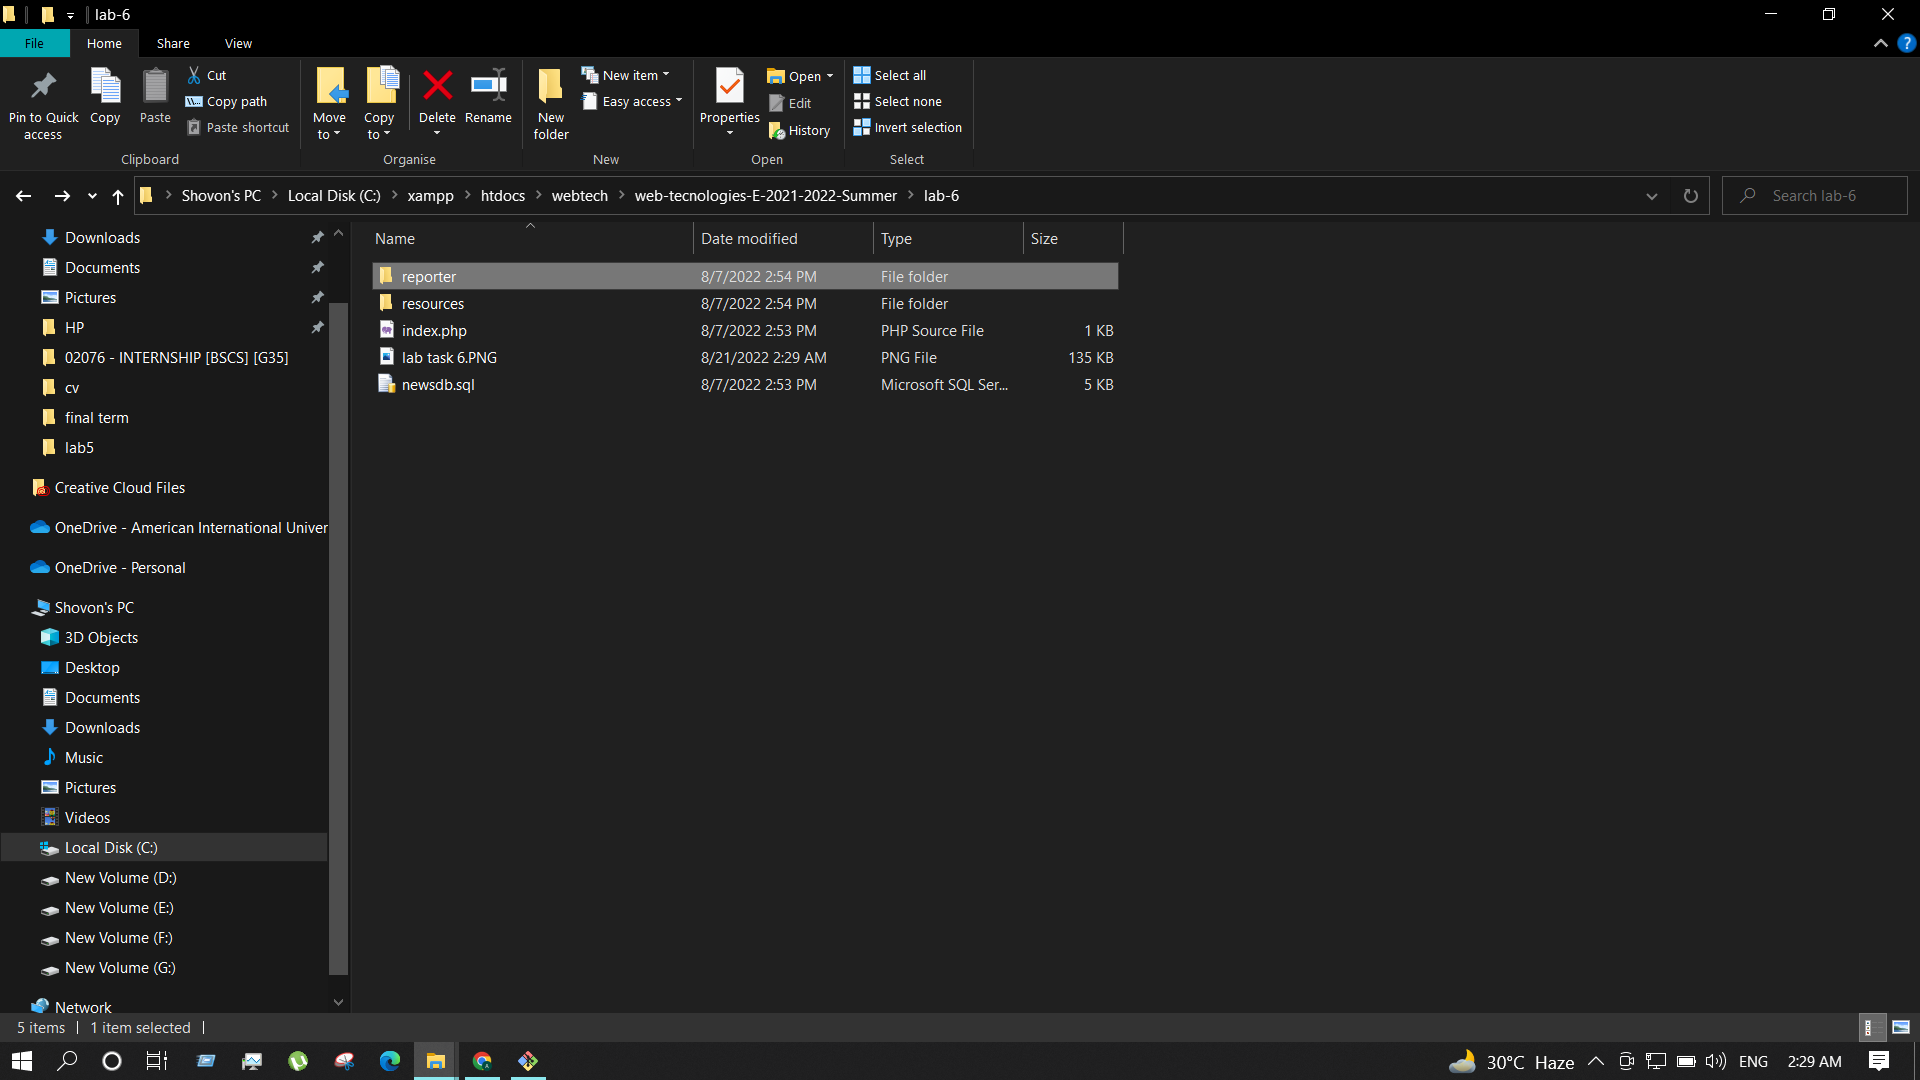 lab-6
File Home Share View
Pin to Quick access
Copy
Paste
Cut
Copy path
Paste shortcut
Clipboard
Move to
Copy to
Delete
Rename
Organise
New folder
New item
Easy access
New
Properties
Open
Edit
History
Open
Select all
Select none
Invert selection
Select
Shovon's PC Local Disk (C:) xampp htdocs webtech web-tecnologies-E-2021-2022-Summer lab-6
Search lab-6
Downloads
Documents
Pictures
HP
02076 - INTERNSHIP [BSCS] [G35]
cv
final term
lab5
Creative Cloud Files
OneDrive - American International Univer
OneDrive - Personal
Shovon's PC
3D Objects
Desktop
Documents
Downloads
Music
Pictures
Videos
Local Disk (C:)
New Volume (D:)
New Volume (E:)
New Volume (F:)
New Volume (G:)
Network
Name Date modified Type Size
reporter 8/7/2022 2:54 PM File folder
resources 8/7/2022 2:54 PM File folder
index.php 8/7/2022 2:53 PM PHP Source File 1 KB
lab task 6.PNG 8/21/2022 2:29 AM PNG File 135 KB
newsdb.sql 8/7/2022 2:53 PM Microsoft SQL Ser... 5 KB
5 items 1 item selected
30°C Haze ENG 2:29 AM